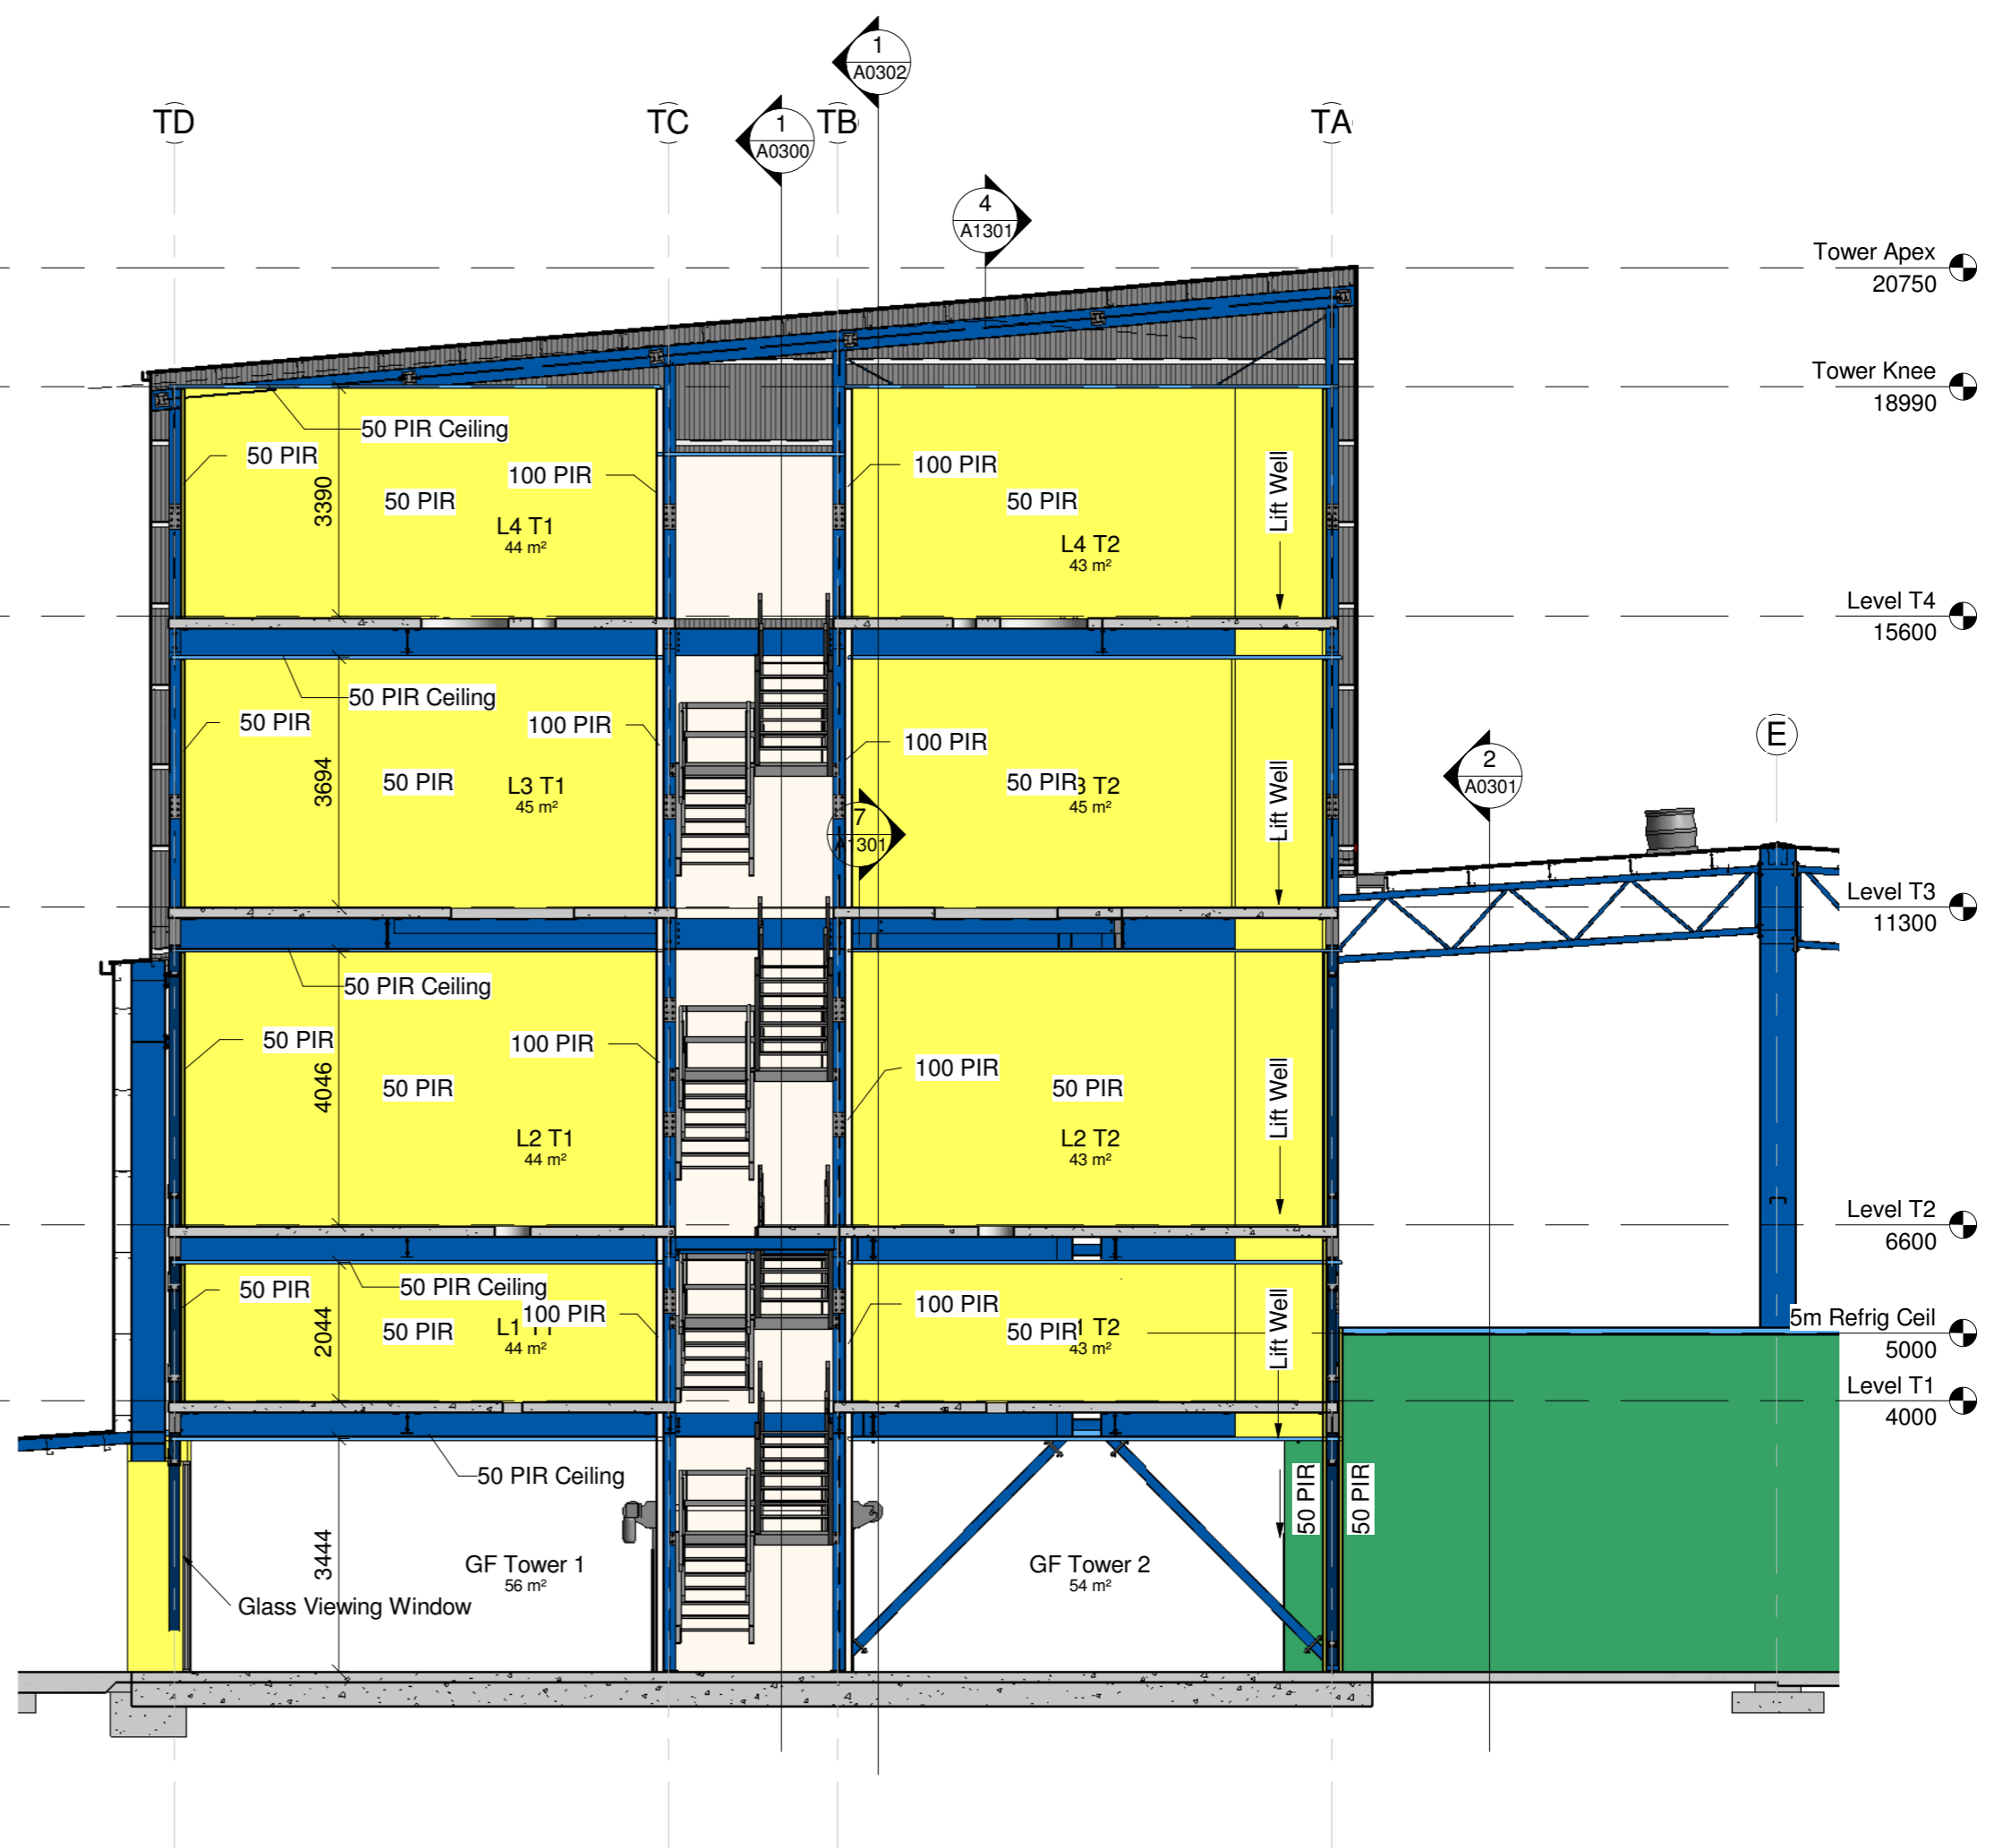 1
A0302
TD
TC
1
A0300
TB
TA
4
A1301
Tower Apex
20750
Tower Knee
18990
50 PIR Ceiling
50 PIR
100 PIR
100 PIR
3390
50 PIR
50 PIR
Lift Well
L4 T1
44 m²
L4 T2
43 m²
Level T4
15600
50 PIR Ceiling
50 PIR
100 PIR
100 PIR
E
3694
50 PIR
L3 T1
45 m²
50 PIR
3 T2
45 m²
Lift Well
2
A0301
7
A1301
Level T3
11300
50 PIR Ceiling
50 PIR
100 PIR
100 PIR
4046
50 PIR
50 PIR
Lift Well
L2 T1
44 m²
L2 T2
43 m²
Level T2
6600
50 PIR Ceiling
50 PIR
100 PIR
100 PIR
2044
50 PIR
L1 T1
44 m²
50 PIR
1 T2
43 m²
Lift Well
5m Refrig Ceil
5000
Level T1
4000
50 PIR Ceiling
50 PIR
50 PIR
3444
GF Tower 1
56 m²
GF Tower 2
54 m²
Glass Viewing Window